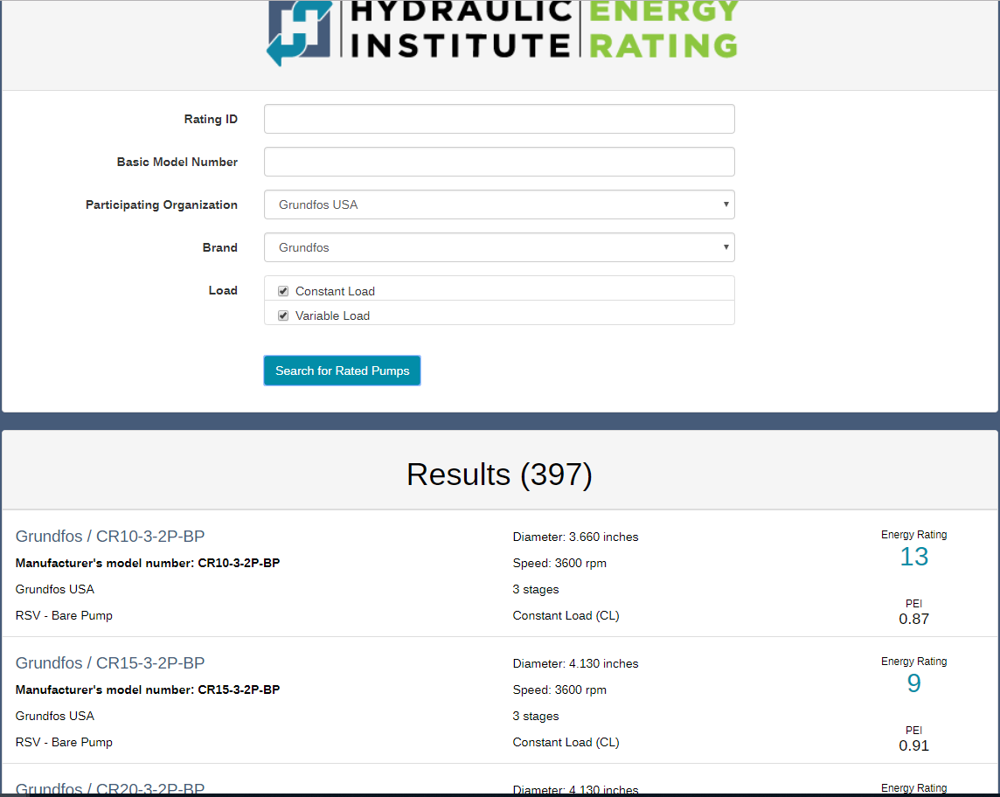 HYDRAULIC ENERGY
INSTITUTE RATING
Rating ID
Basic Model Number
Participating Organization
Grundfos USA
Brand
Grundfos
Load
Constant Load
Variable Load
Search for Rated Pumps
Results (397)
Grundfos / CR10-3-2P-BP
Manufacturer's model number: CR10-3-2P-BP
Grundfos USA
RSV - Bare Pump
Diameter: 3.660 inches
Speed: 3600 rpm
3 stages
Constant Load (CL)
Energy Rating
13
PEI
0.87
Grundfos / CR15-3-2P-BP
Manufacturer's model number: CR15-3-2P-BP
Grundfos USA
RSV - Bare Pump
Diameter: 4.130 inches
Speed: 3600 rpm
3 stages
Constant Load (CL)
Energy Rating
9
PEI
0.91
Grundfos / CR20-3-2P-BP
Diameter: 4.130 inches
Energy Rating